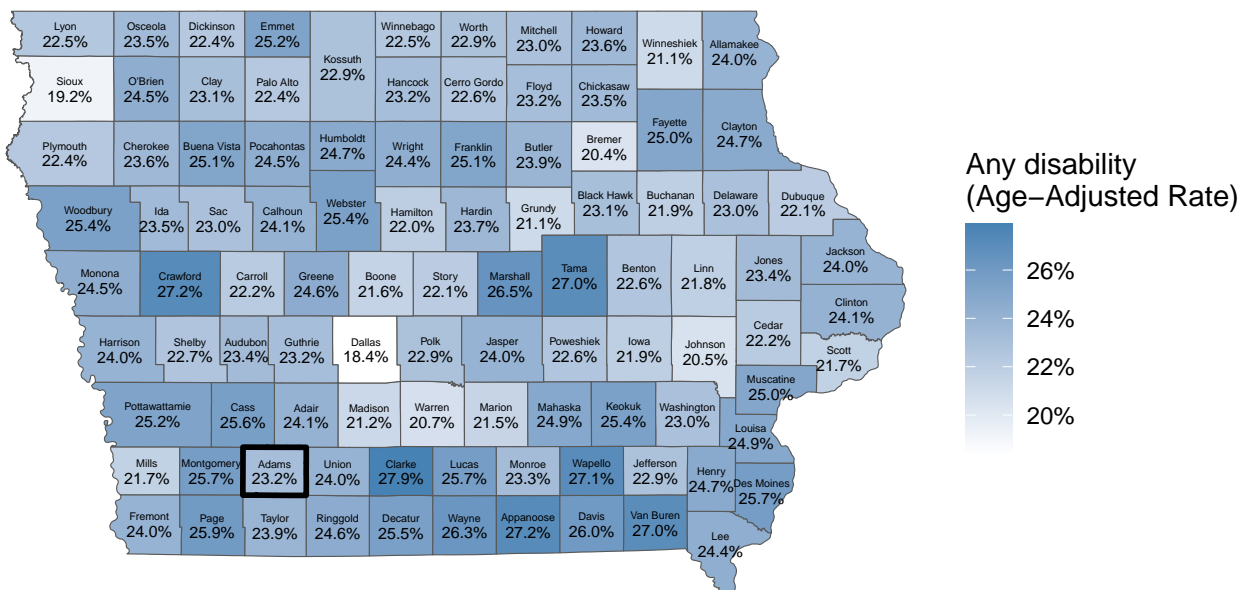 Lyon
22.5%
Osceola
23.5%
Dickinson
22.4%
Emmet
25.2%
Kossuth
22.9%
Winnebago
22.5%
Worth
22.9%
Mitchell
23.0%
Howard
23.6%
Winneshiek
21.1%
Allamakee
24.0%
Sioux
19.2%
O'Brien
24.5%
Clay
23.1%
Palo Alto
22.4%
Hancock
23.2%
Cerro Gordo
22.6%
Floyd
23.2%
Chickasaw
23.5%
Fayette
25.0%
Clayton
24.7%
Plymouth
22.4%
Cherokee
23.6%
Buena Vista
25.1%
Pocahontas
24.5%
Humboldt
24.7%
Wright
24.4%
Franklin
25.1%
Butler
23.9%
Bremer
20.4%
Woodbury
25.4%
Ida
23.5%
Sac
23.0%
Calhoun
24.1%
Webster
25.4%
Hamilton
22.0%
Hardin
23.7%
Grundy
21.1%
Black Hawk
23.1%
Buchanan
21.9%
Delaware
23.0%
Dubuque
22.1%
Monona
24.5%
Crawford
27.2%
Carroll
22.2%
Greene
24.6%
Boone
21.6%
Story
22.1%
Marshall
26.5%
Tama
27.0%
Benton
22.6%
Linn
21.8%
Jones
23.4%
Jackson
24.0%
Clinton
24.1%
Harrison
24.0%
Shelby
22.7%
Audubon
23.4%
Guthrie
23.2%
Dallas
18.4%
Polk
22.9%
Jasper
24.0%
Poweshiek
22.6%
Iowa
21.9%
Johnson
20.5%
Cedar
22.2%
Scott
21.7%
Muscatine
25.0%
Pottawattamie
25.2%
Cass
25.6%
Adair
24.1%
Madison
21.2%
Warren
20.7%
Marion
21.5%
Mahaska
24.9%
Keokuk
25.4%
Washington
23.0%
Louisa
24.9%
Mills
21.7%
Montgomery
25.7%
Adams
23.2%
Union
24.0%
Clarke
27.9%
Lucas
25.7%
Monroe
23.3%
Wapello
27.1%
Jefferson
22.9%
Henry
24.7%
Des Moines
25.7%
Fremont
24.0%
Page
25.9%
Taylor
23.9%
Ringgold
24.6%
Decatur
25.5%
Wayne
26.3%
Appanoose
27.2%
Davis
26.0%
Van Buren
27.0%
Lee
24.4%
Any disability
(Age−Adjusted Rate)
26%
24%
22%
20%